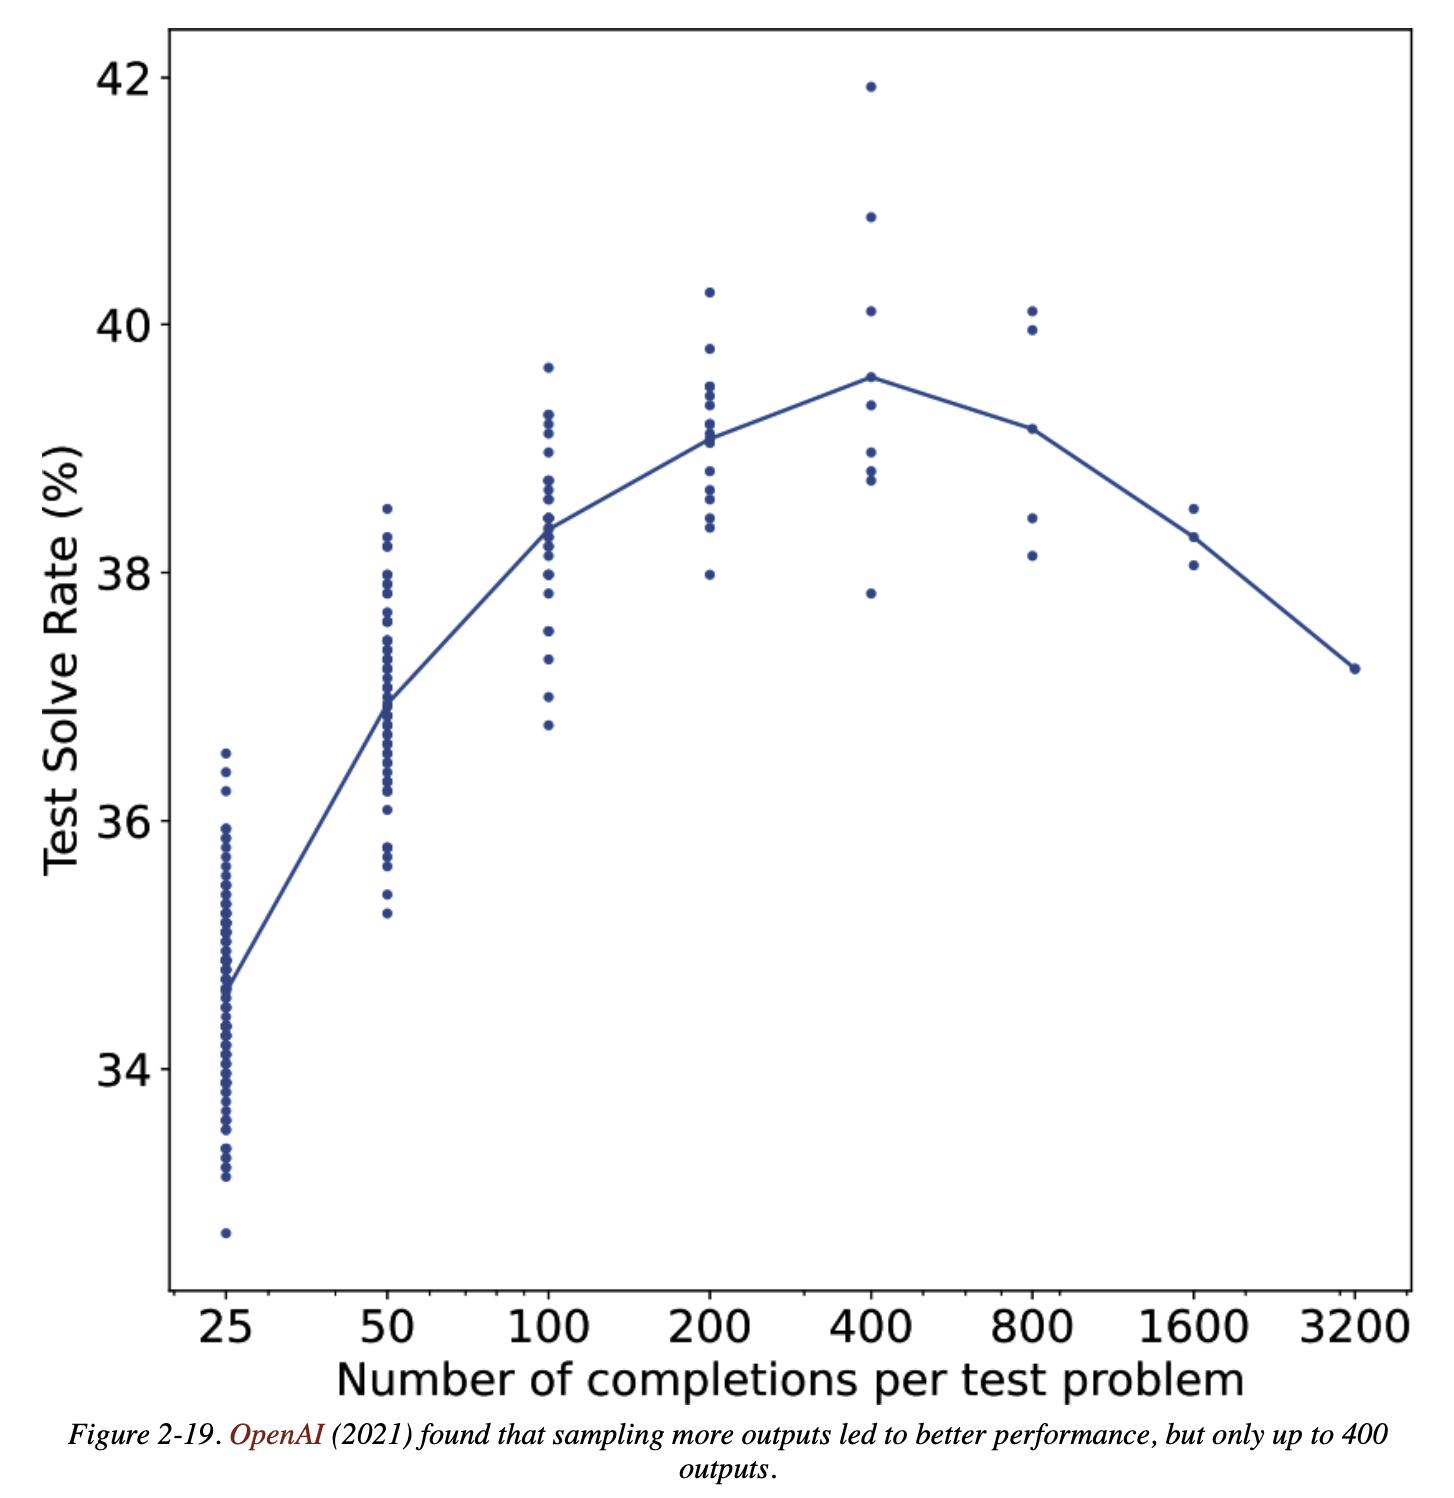 42
40
38
36
34
Test Solve Rate (%)
25 50 100 200 400 800 1600 3200
Number of completions per test problem
Figure 2-19. OpenAI (2021) found that sampling more outputs led to better performance, but only up to 400
outputs.